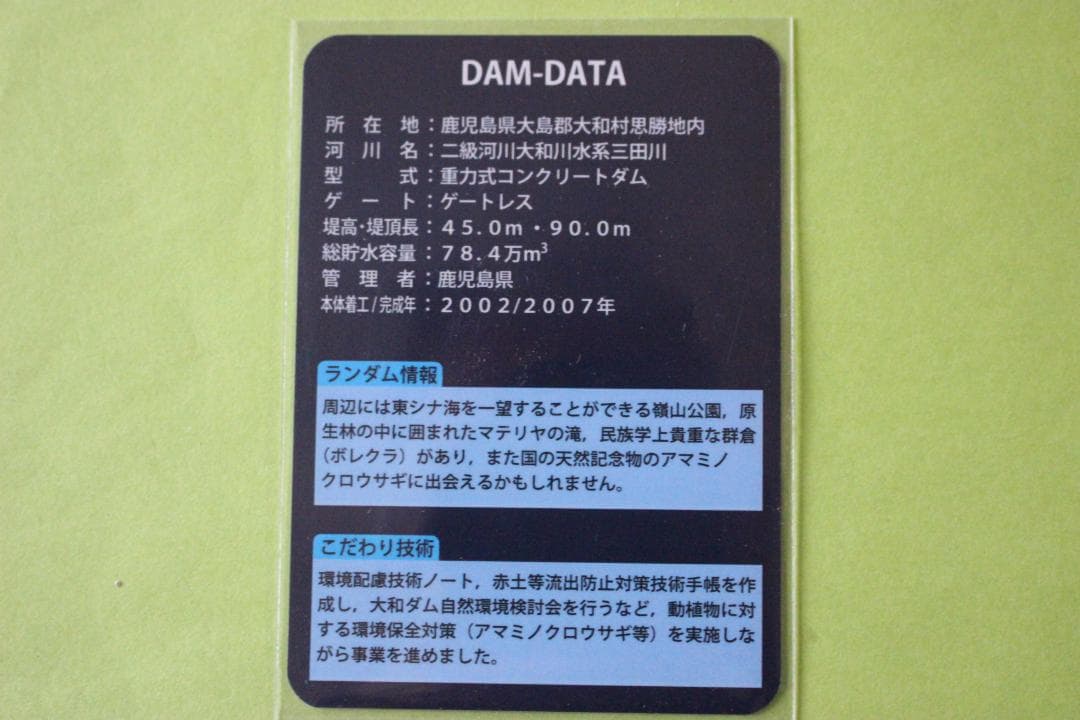 DAM-DATA
所在地：鹿児島県大島郡大和村思勝地内
河川名：二級河川大和川水系三田川
型式：重力式コンクリートダム
ゲート：ゲートレス
堤高・堤頂長：４５.０ｍ・９０.０ｍ
総貯水容量：７８.４万m³
管理者：鹿児島県
本体着工/完成年：２００２/２００７年
ランダム情報
周辺には東シナ海を一望することができる嶺山公園，原
生林の中に囲まれたマテリヤの滝，民族学上貴重な群倉
（ボレクラ）があり，また国の天然記念物のアマミノ
クロウサギに出会えるかもしれません。
こだわり技術
環境配慮技術ノート，赤土等流出防止対策技術手帳を作
成し，大和ダム自然環境検討会を行うなど，動植物に対
する環境保全対策（アマミノクロウサギ等）を実施しな
がら事業を進めました。